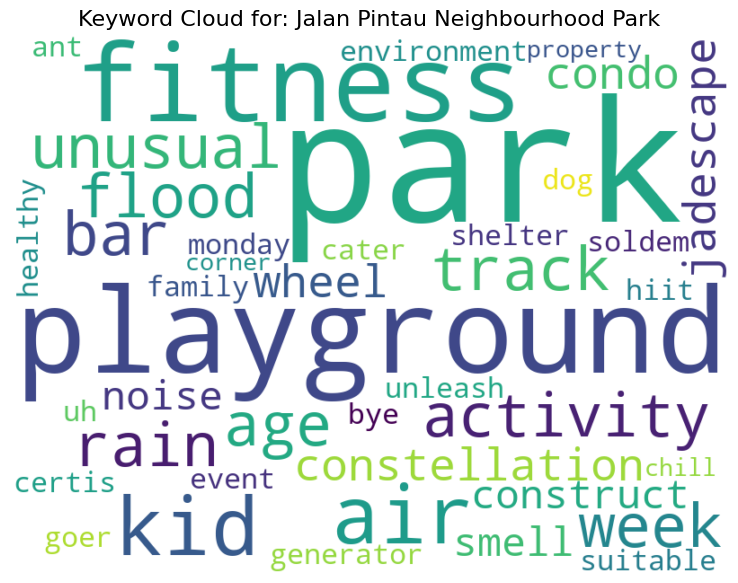 Keyword Cloud for: Jalan Pintau Neighbourhood Park
ant
fitness
environment
property
condo
jadescape
unusual
park
flood
dog
healthy
bar
monday
cater
shelter
soldem
corner
track
family
wheel
hiit
playground
noise
unleash
uh
age
bye
activity
rain
constellation
chill
certis
event
kid
air
construct
week
goer
generator
smell
suitable